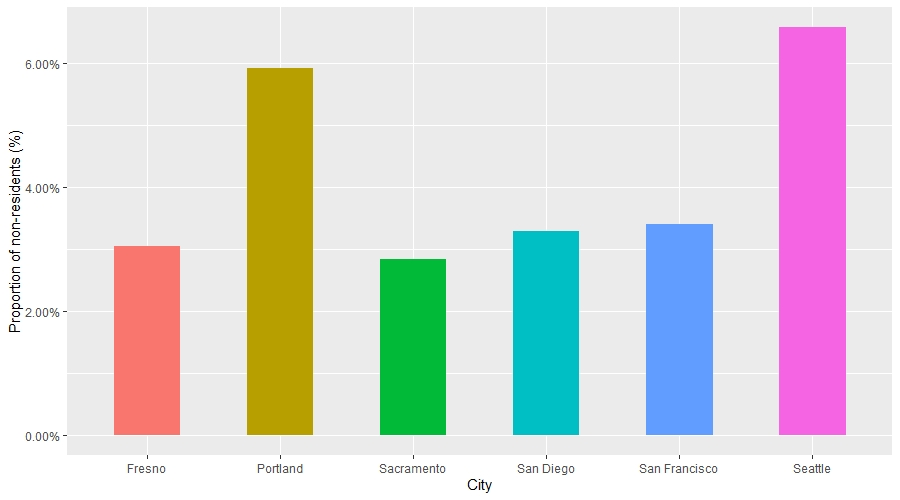 Proportion of non-residents (%)
6.00%
4.00%
2.00%
0.00%
Fresno Portland Sacramento San Diego San Francisco Seattle
City